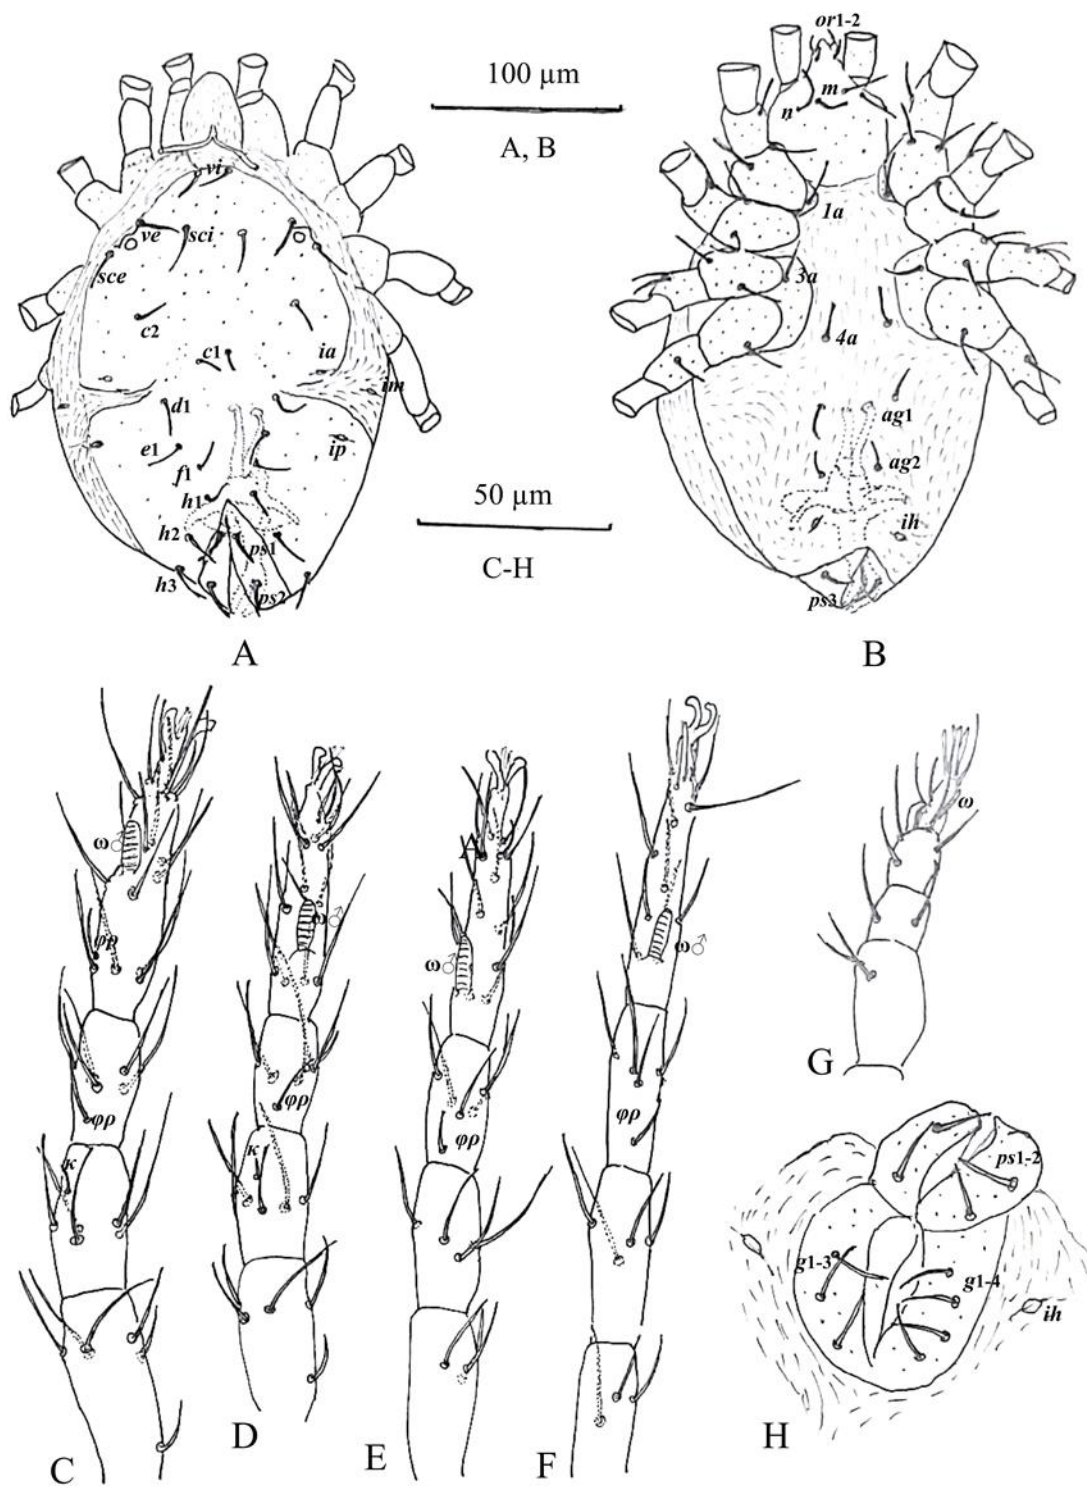 or1-2
100 µm
A, B
m
n
vi
ve
sci
1a
sce
3a
c2
c1
ia
4a
im
d1
ag1
e1
ip
f1
ag2
h1
50 µm
h2
ps1
ih
h3
C-H
ps2
ps3
A
B
ω♂
A
ω
ω♂
φρ
ω♂
ω♂
G
φρ
φρ
φρ
φρ
κ
κ
ps1-2
g1-3
g1-4
ih
C
D
E
F
H